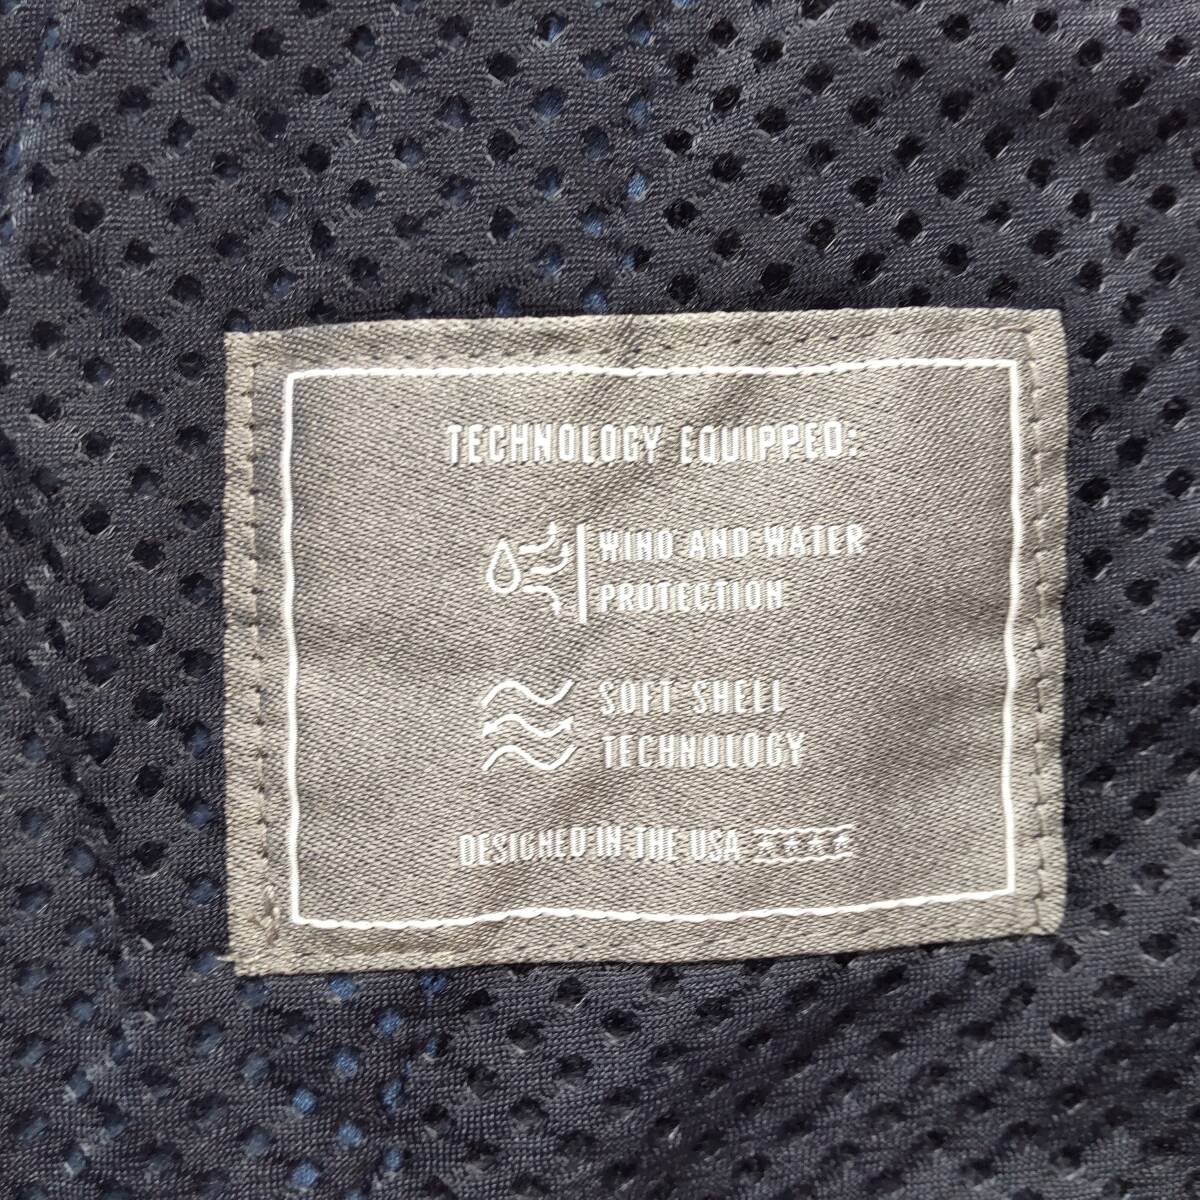 TECHNOLOGY EQUIPPED:
WIND AND WATER
PROTECTION
SOFT SHELL
TECHNOLOGY
DESIGNED IN THE USA